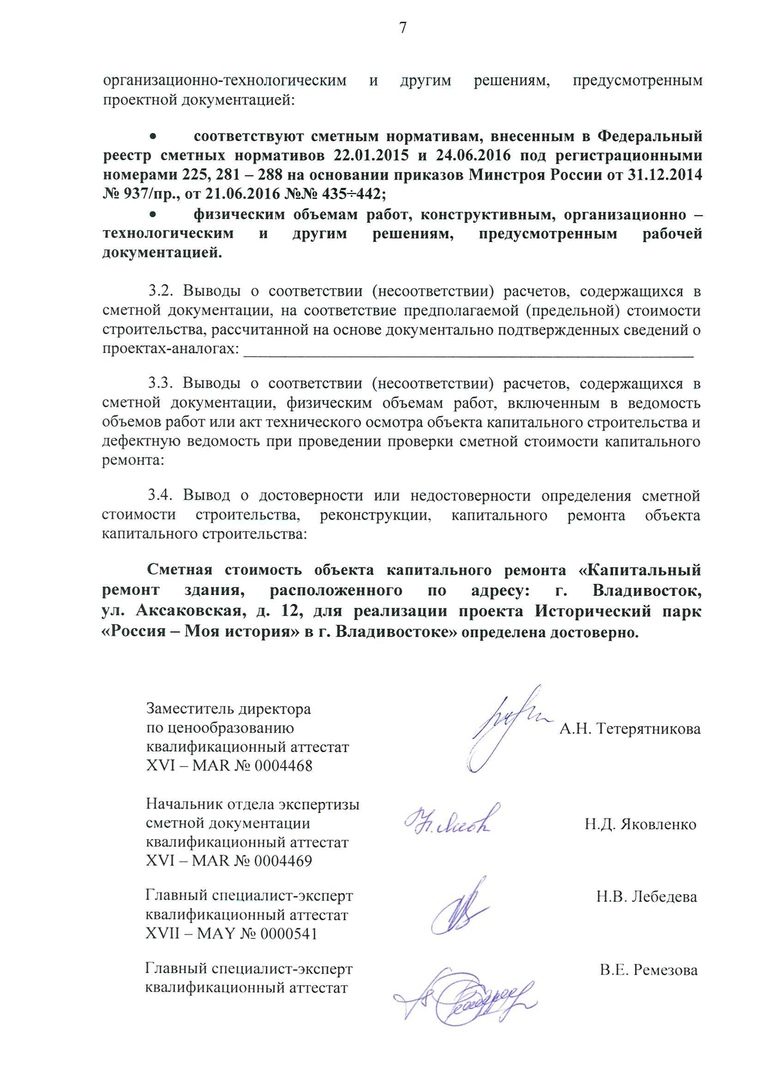 7
организационно-технологическим и другим решениям, предусмотренным
проектной документацией:
• соответствуют сметным нормативам, внесенным в Федеральный
реестр сметных нормативов 22.01.2015 и 24.06.2016 под регистрационными
номерами 225, 281 – 288 на основании приказов Минстроя России от 31.12.2014
№ 937/пр., от 21.06.2016 №№ 435÷442;
• физическим объемам работ, конструктивным, организационно –
технологическим и другим решениям, предусмотренным рабочей
документацией.
3.2. Выводы о соответствии (несоответствии) расчетов, содержащихся в
сметной документации, на соответствие предполагаемой (предельной) стоимости
строительства, рассчитанной на основе документально подтвержденных сведений о
проектах-аналогах:
3.3. Выводы о соответствии (несоответствии) расчетов, содержащихся в
сметной документации, физическим объемам работ, включенным в ведомость
объемов работ или акт технического осмотра объекта капитального строительства и
дефектную ведомость при проведении проверки сметной стоимости капитального
ремонта:
3.4. Вывод о достоверности или недостоверности определения сметной
стоимости строительства, реконструкции, капитального ремонта объекта
капитального строительства:
Сметная стоимость объекта капитального ремонта «Капитальный
ремонт здания, расположенного по адресу: г. Владивосток,
ул. Аксаковская, д. 12, для реализации проекта Исторический парк
«Россия – Моя история» в г. Владивостоке» определена достоверно.
Заместитель директора
по ценообразованию
квалификационный аттестат
XVI – MAR № 0004468
А.Н. Тетерятникова
Начальник отдела экспертизы
сметной документации
квалификационный аттестат
XVI – MAR № 0004469
Н.Д. Яковленко
Главный специалист-эксперт
квалификационный аттестат
XVII – MAY № 0000541
Н.В. Лебедева
Главный специалист-эксперт
квалификационный аттестат
В.Е. Ремезова